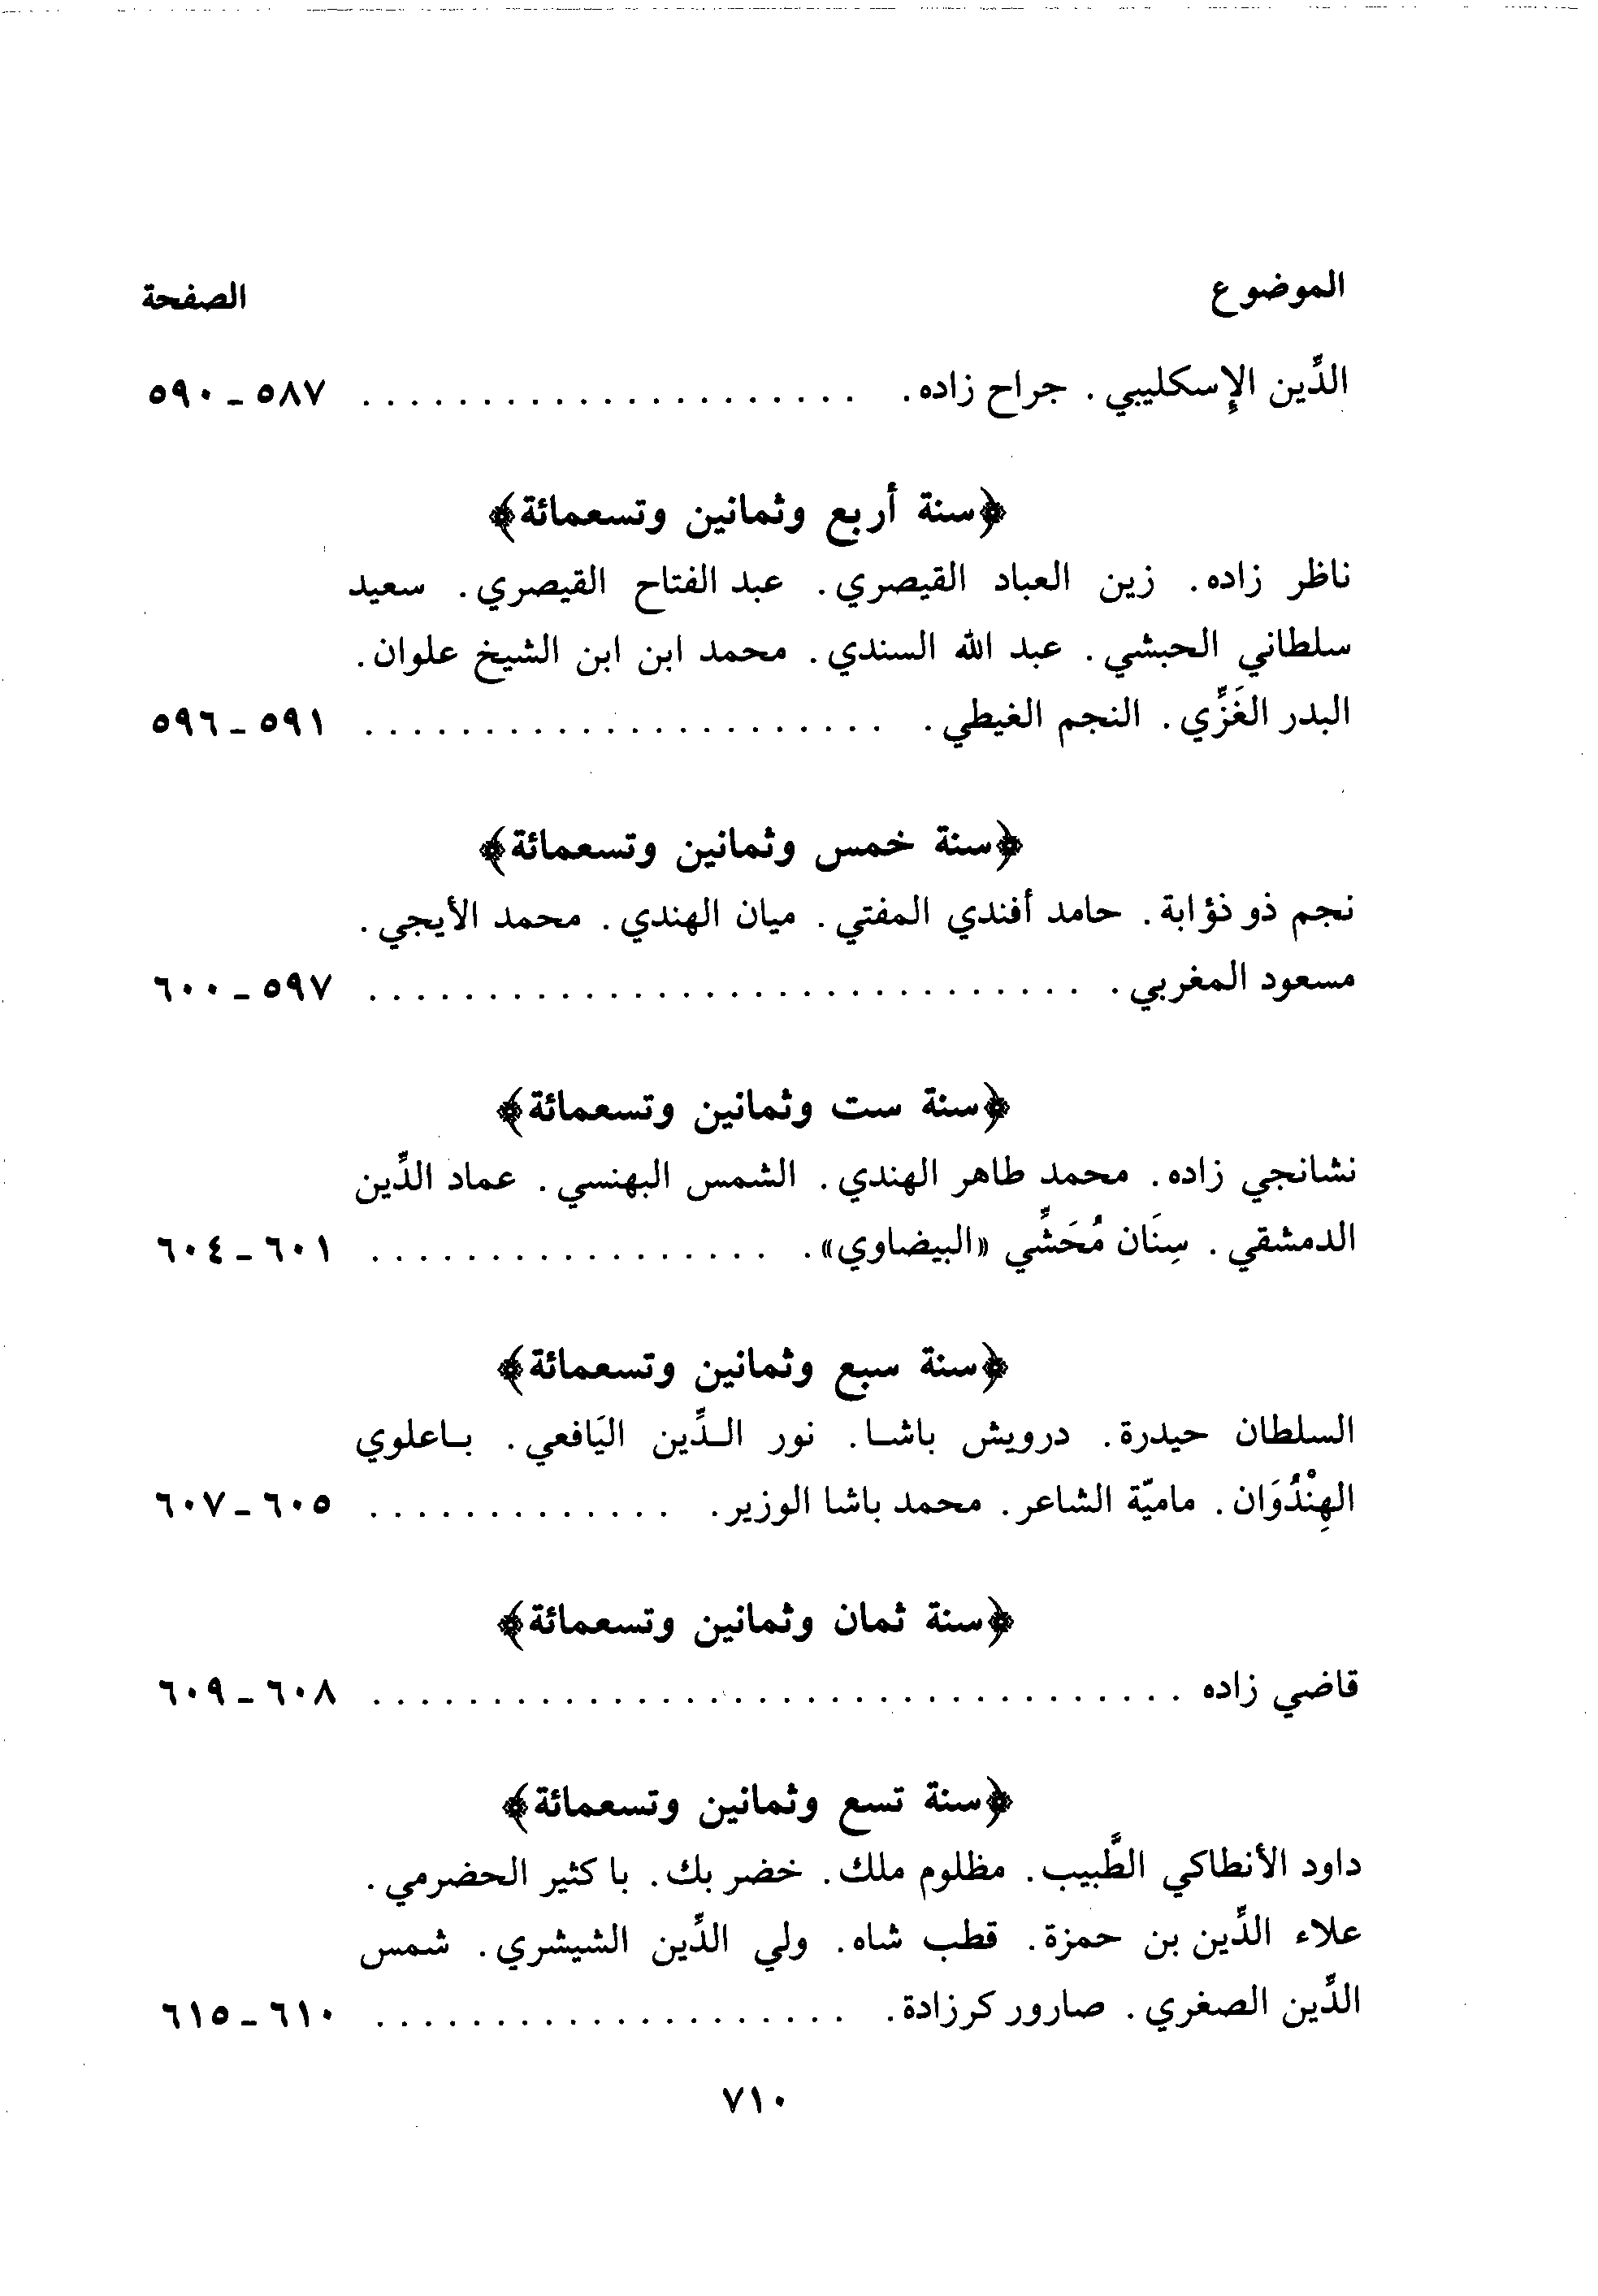 الموضوع الصفحة
الدِّين الإسكليبي. جراح زاده. . . . . . . . . . . . . . . . . . . . . . ٥٨٧ - ٥٩٠
﴿سنة أربع وثمانين وتسعمائة﴾
ناظر زاده. زين العباد القيصري. عبد الفتاح القيصري. سعيد
سلطاني الحبشي. عبد الله السندي. محمد ابن ابن الشيخ علوان.
البدر الغَزِّي. النجم الغيطي. . . . . . . . . . . . . . . . . . . . . . . ٥٩١ - ٥٩٦
﴿سنة خمس وثمانين وتسعمائة﴾
نجم ذو ذؤابة. حامد أفندي المفتي. ميان الهندي. محمد الأيجي.
مسعود المغربي. . . . . . . . . . . . . . . . . . . . . . . . . . . . . . . ٥٩٧ - ٦٠٠
﴿سنة ست وثمانين وتسعمائة﴾
نشانجي زاده. محمد طاهر الهندي. الشمس البهنسي. عماد الدِّين
الدمشقي. سِنَان مُحَشِّي «البيضاوي». . . . . . . . . . . . . . . . . . ٦٠١ - ٦٠٤
﴿سنة سبع وثمانين وتسعمائة﴾
السلطان حيدرة. درويش باشـا. نور الـدِّين اليَافعي. بـاعلوي
الهِنْدُوَان. ماميّة الشاعر. محمد باشا الوزير. . . . . . . . . . . . . . ٦٠٥ - ٦٠٧
﴿سنة ثمان وثمانين وتسعمائة﴾
قاضي زاده . . . . . . . . . . . . . . . . . . . . . . . . . . . . . . . . . . ٦٠٨ - ٦٠٩
﴿سنة تسع وثمانين وتسعمائة﴾
داود الأنطاكي الطَّبيب. مظلوم ملك. خضر بك. با كثير الحضرمي.
علاء الدِّين بن حمزة. قطب شاه. ولي الدِّين الشيشري. شمس
الدِّين الصغري. صارور كرزادة. . . . . . . . . . . . . . . . . . . . . ٦١٠ - ٦١٥
٧١٠